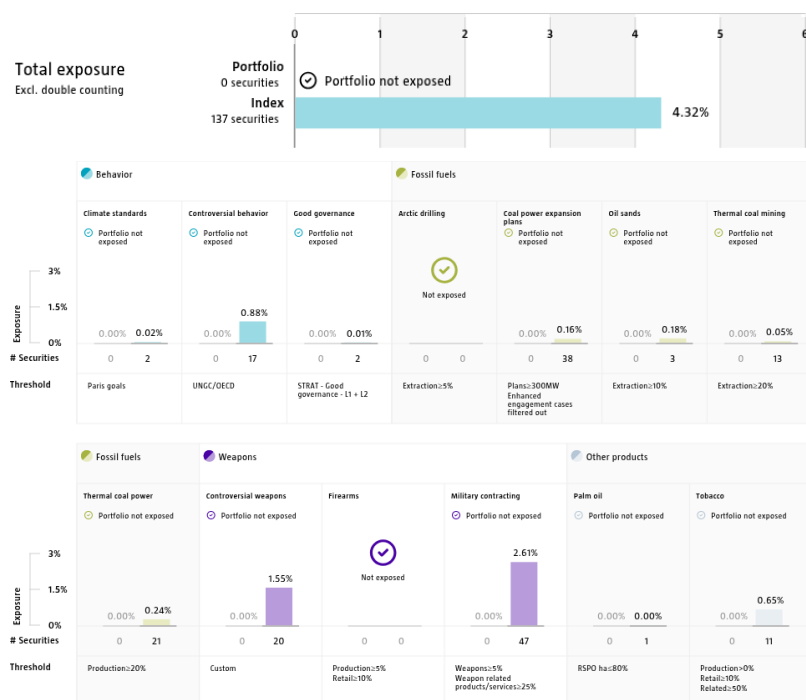 0 1 2 3 4 5 6
Total exposure
Excl. double counting
Portfolio
0 securities
Portfolio not exposed
Index
137 securities
4.32%
Behavior
Fossil fuels
Climate standards
Portfolio not
exposed
Controversial behavior
Portfolio not
exposed
Good governance
Portfolio not
exposed
Arctic drilling
Not exposed
Coal power expansion
plans
Portfolio not
exposed
Oil sands
Portfolio not
exposed
Thermal coal mining
Portfolio not
exposed
Exposure
3%
1.5%
0%
0.00% 0.02%
0.00% 0.88%
0.00% 0.01%
0.00% 0.16%
0.00% 0.18%
0.00% 0.05%
# Securities 0 2 0 17 0 2 0 0 0 38 0 3 0 13
Threshold
Paris goals
UNGC/OECD
STRAT - Good
governance - L1 + L2
Extraction≥5%
Plans≥300MW
Enhanced
engagement cases
filtered out
Extraction≥10%
Extraction≥20%
Fossil fuels
Weapons
Other products
Thermal coal power
Portfolio not exposed
Controversial weapons
Portfolio not exposed
Firearms
Not exposed
Military contracting
Portfolio not exposed
Palm oil
Portfolio not exposed
Tobacco
Portfolio not exposed
Exposure
3%
1.5%
0%
0.00% 0.24%
0.00% 1.55%
0.00% 2.61%
0.00% 0.00%
0.00% 0.65%
# Securities 0 21 0 20 0 0 0 47 0 1 0 11
Threshold
Production≥20%
Custom
Production≥5%
Retail≥10%
Weapons≥5%
Weapon related
products/services≥25%
RSPO ha≤80%
Production>0%
Retail≥10%
Related≥50%